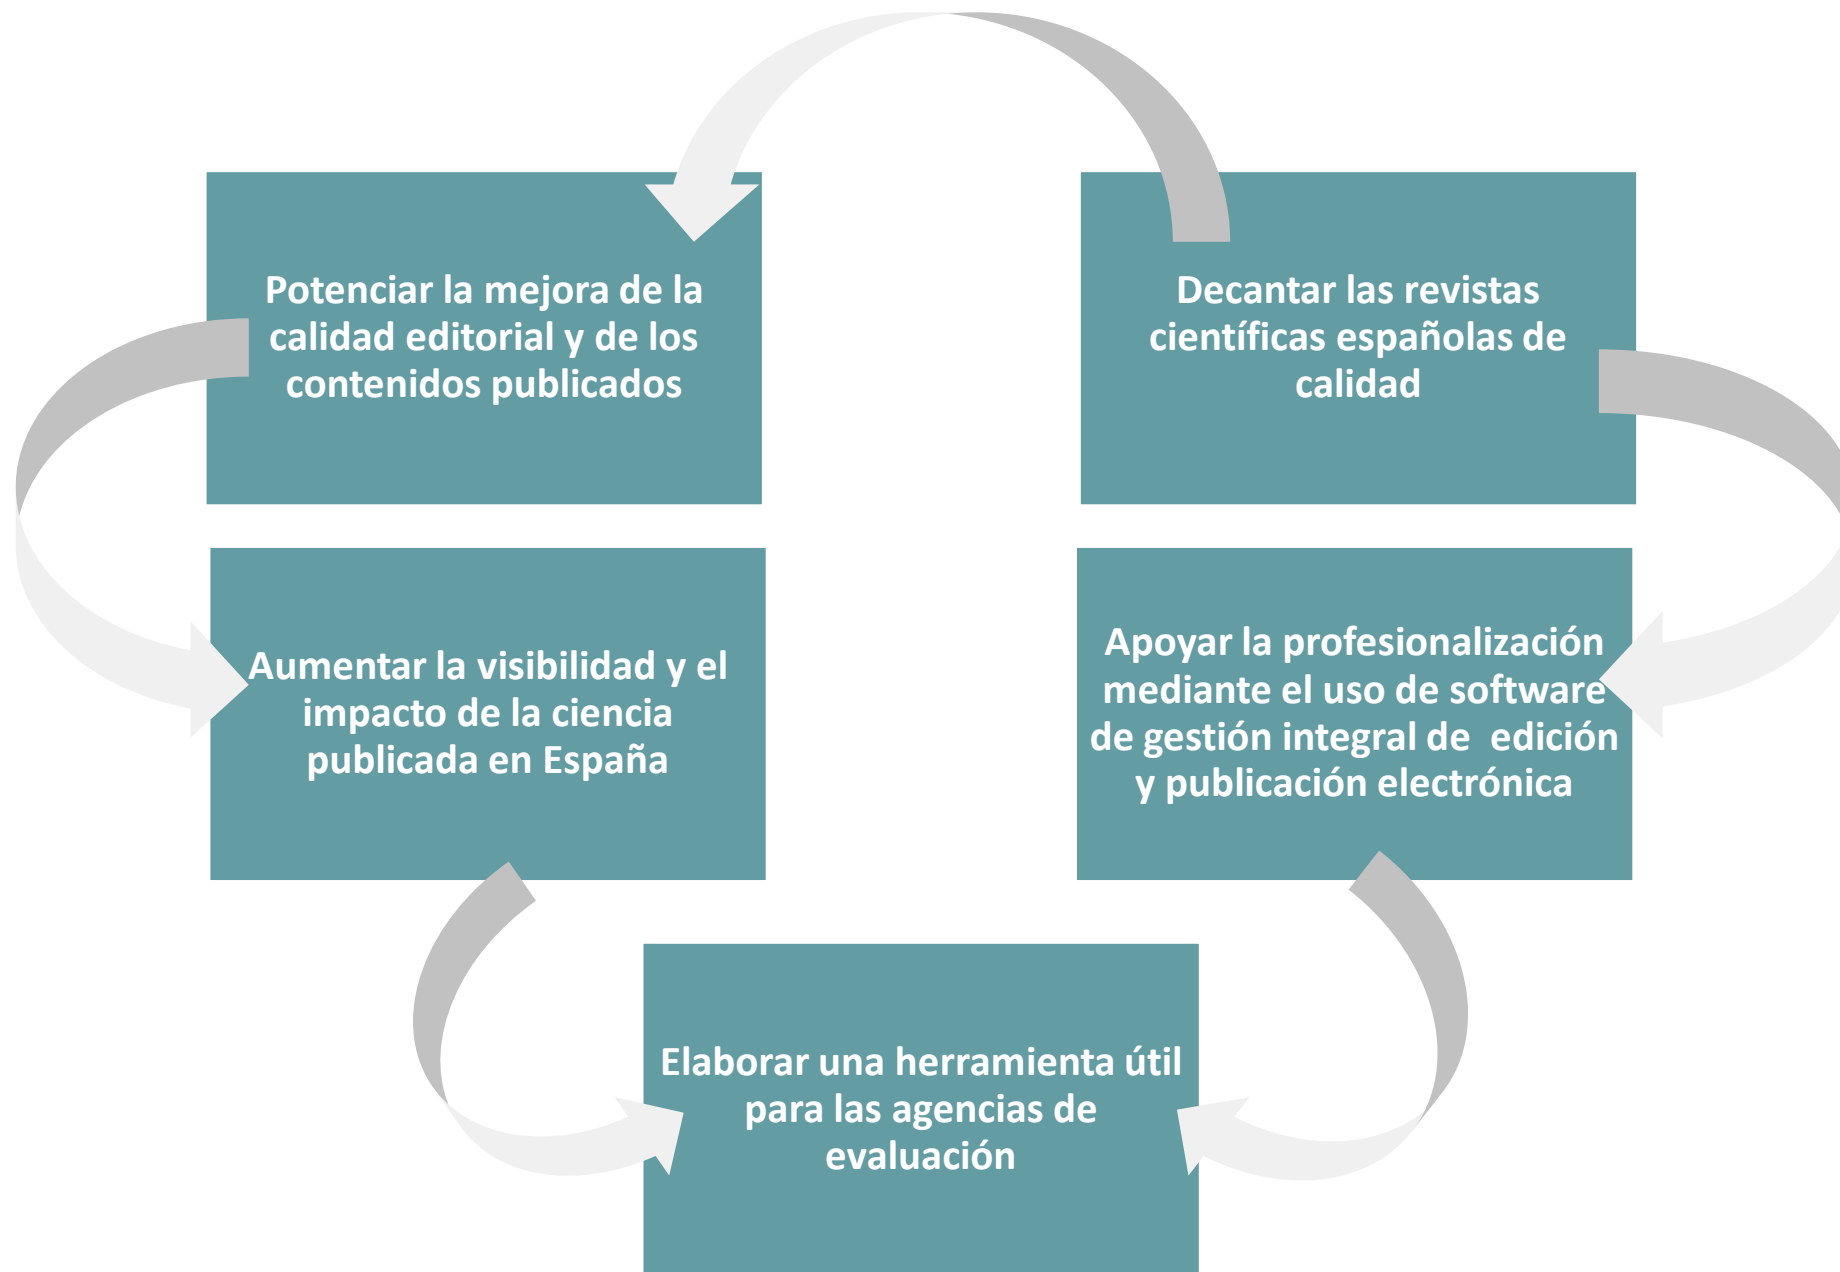 Potenciar la mejora de la
calidad editorial y de los
contenidos publicados
Decantar las revistas
científicas españolas de
calidad
Aumentar la visibilidad y el
impacto de la ciencia
publicada en España
Apoyar la profesionalización
mediante el uso de software
de gestión integral de  edición
y publicación electrónica
Elaborar una herramienta útil
para las agencias de
evaluación